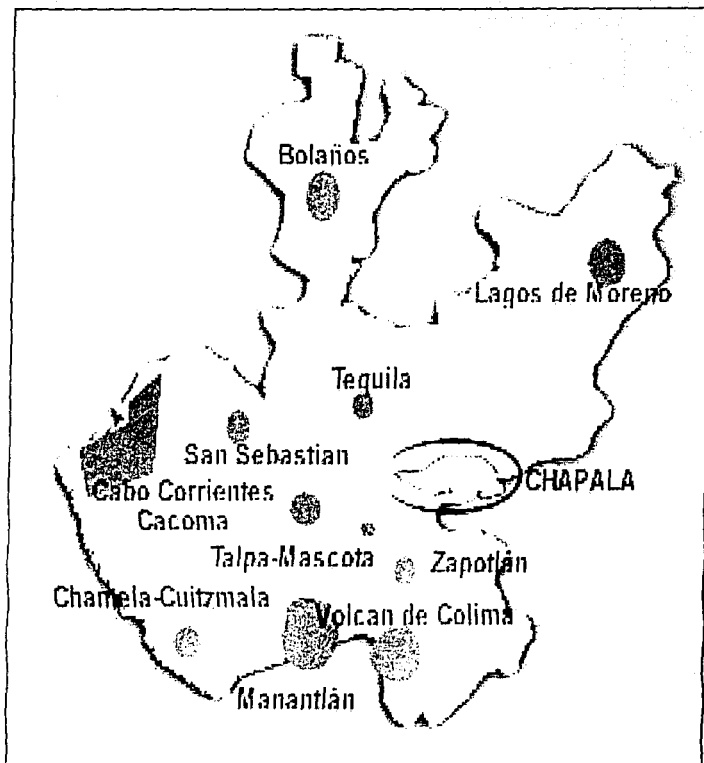 Bolaños
Lagos de Moreno
Tequila
San Sebastian
CHAPALA
Cabo Corrientes
Cacoma
Talpa-Mascota
Zapotlán
Chamela-Cuitzmala
Volcan de Colima
Manantlán